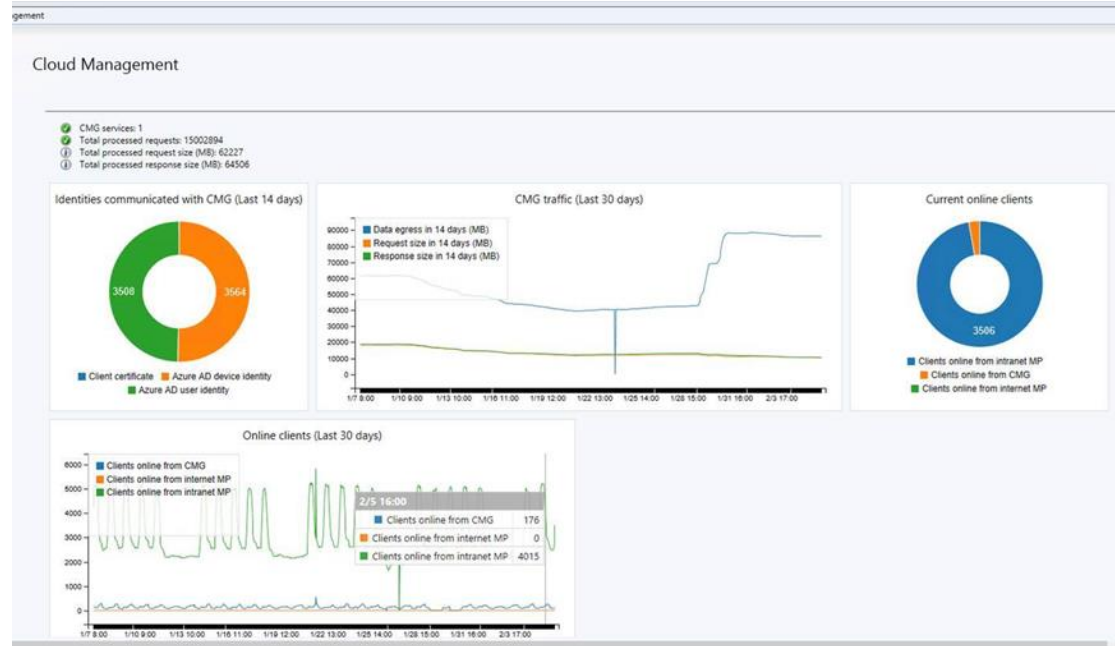 gement
Cloud Management
CMG services: 1
Total processed requests: 15002894
Total processed request size (MB): 62227
Total processed response size (MB): 64506
Identities communicated with CMG (Last 14 days)
3508
3564
Client certificate
Azure AD device identity
Azure AD user identity
CMG traffic (Last 30 days)
Data egress in 14 days (MB)
Request size in 14 days (MB)
Response size in 14 days (MB)
90000
80000
70000
60000
50000
40000
30000
20000
10000
0
1/7 8:00 1/10 9:00 1/13 10:00 1/16 11:00 1/19 12:00 1/22 13:00 1/25 14:00 1/28 15:00 1/31 16:00 2/3 17:00
Current online clients
3506
Clients online from intranet MP
Clients online from CMG
Clients online from internet MP
Online clients (Last 30 days)
Clients online from CMG
Clients online from internet MP
Clients online from intranet MP
6000
5000
4000
3000
2000
1000
0
2/5 16:00
Clients online from CMG 176
Clients online from internet MP 0
Clients online from intranet MP 4015
1/7 8:00 1/10 9:00 1/13 10:00 1/16 11:00 1/19 12:00 1/22 13:00 1/25 14:00 1/28 15:00 1/31 16:00 2/3 17:00